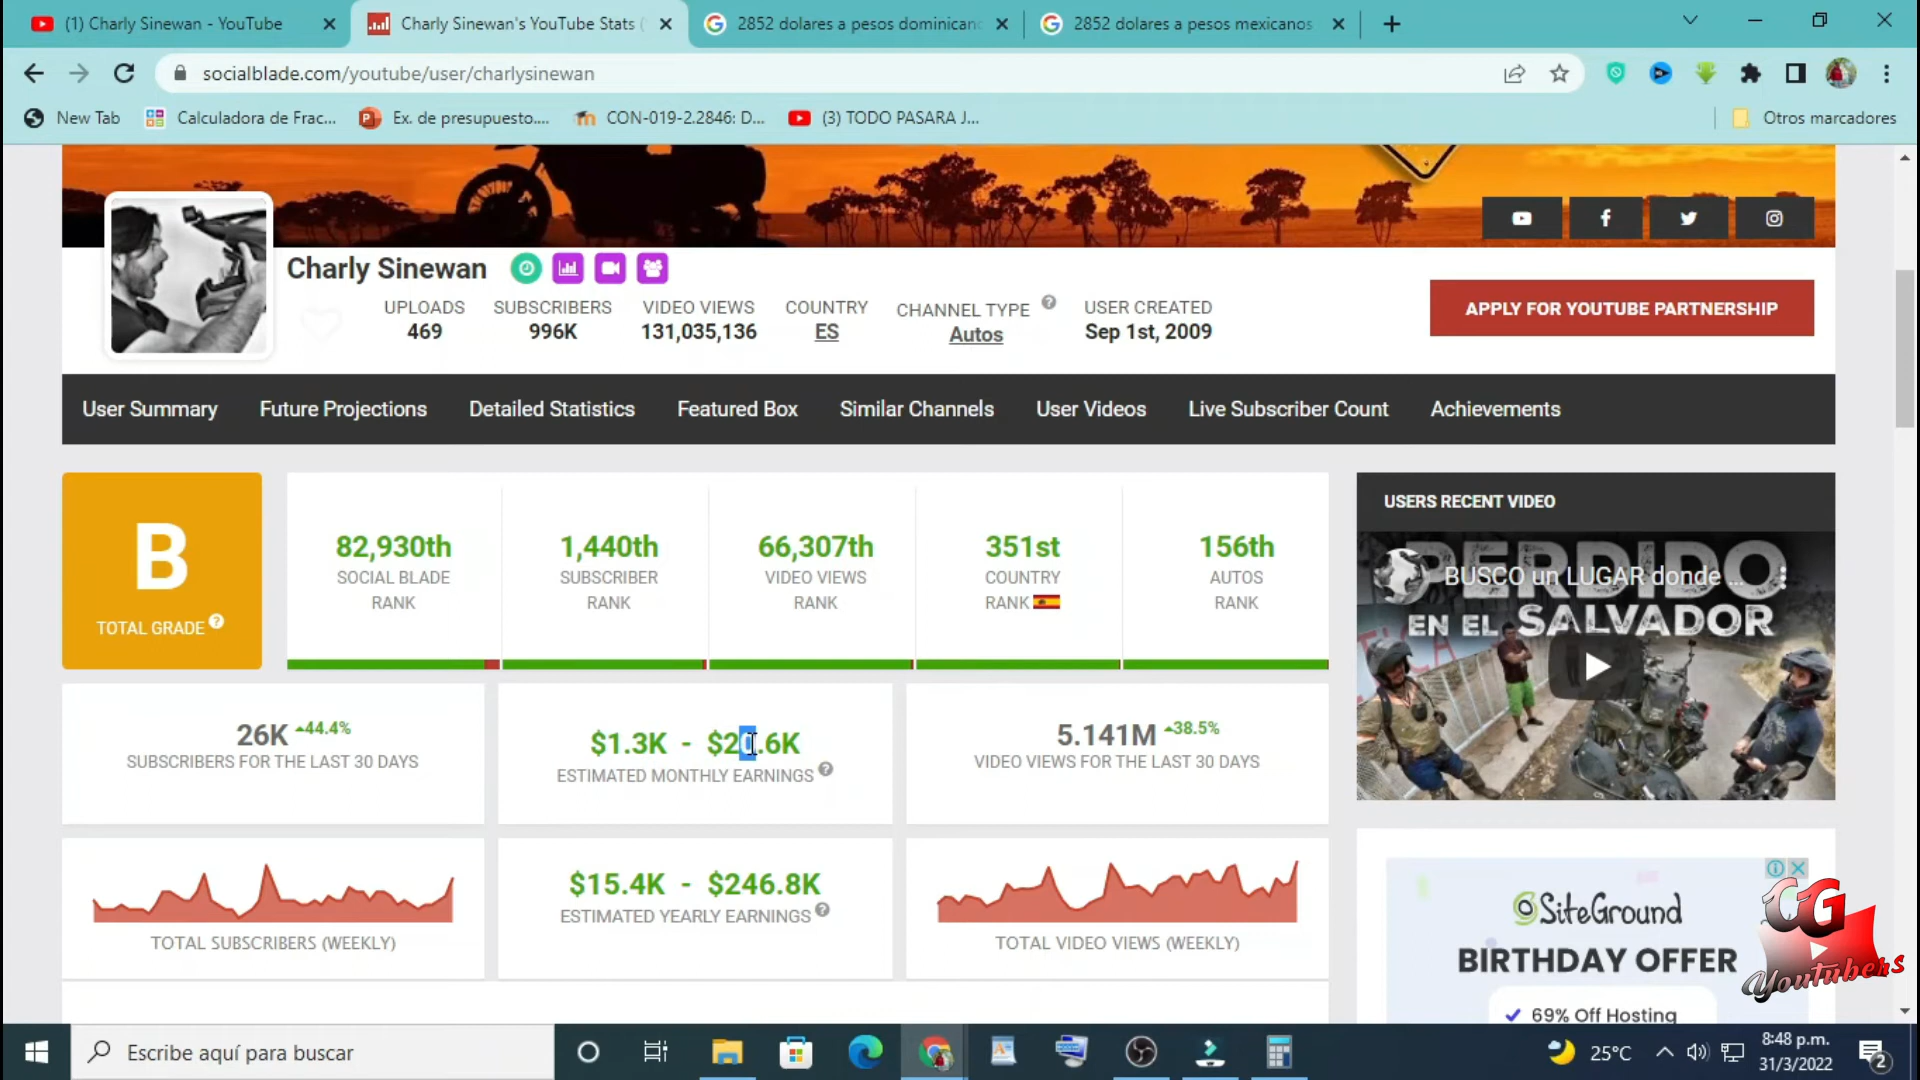 (1) Charly Sinewan - YouTube
Charly Sinewan's YouTube Stats (
2852 dolares a pesos dominican
2852 dolares a pesos mexicanos
socialblade.com/youtube/user/charlysinewan
New Tab
Calculadora de Frac...
Ex. de presupuesto....
CON-019-2.2846: D...
(3) TODO PASARA J...
Otros marcadores
Charly Sinewan
UPLOADS
469
SUBSCRIBERS
996K
VIDEO VIEWS
131,035,136
COUNTRY
ES
CHANNEL TYPE
Autos
USER CREATED
Sep 1st, 2009
APPLY FOR YOUTUBE PARTNERSHIP
User Summary
Future Projections
Detailed Statistics
Featured Box
Similar Channels
User Videos
Live Subscriber Count
Achievements
B
TOTAL GRADE
82,930th
SOCIAL BLADE
RANK
1,440th
SUBSCRIBER
RANK
66,307th
VIDEO VIEWS
RANK
351st
COUNTRY
RANK
156th
AUTOS
RANK
USERS RECENT VIDEO
PERDIDO
BUSCO un LUGAR donde ...
EN EL SALVADOR
26K 44.4%
SUBSCRIBERS FOR THE LAST 30 DAYS
$1.3K - $20.6K
ESTIMATED MONTHLY EARNINGS
5.141M 38.5%
VIDEO VIEWS FOR THE LAST 30 DAYS
TOTAL SUBSCRIBERS (WEEKLY)
$15.4K - $246.8K
ESTIMATED YEARLY EARNINGS
TOTAL VIDEO VIEWS (WEEKLY)
SiteGround
BIRTHDAY OFFER
69% Off Hosting
CG
Youtubers
Escribe aquí para buscar
25°C
8:48 p.m.
31/3/2022
2